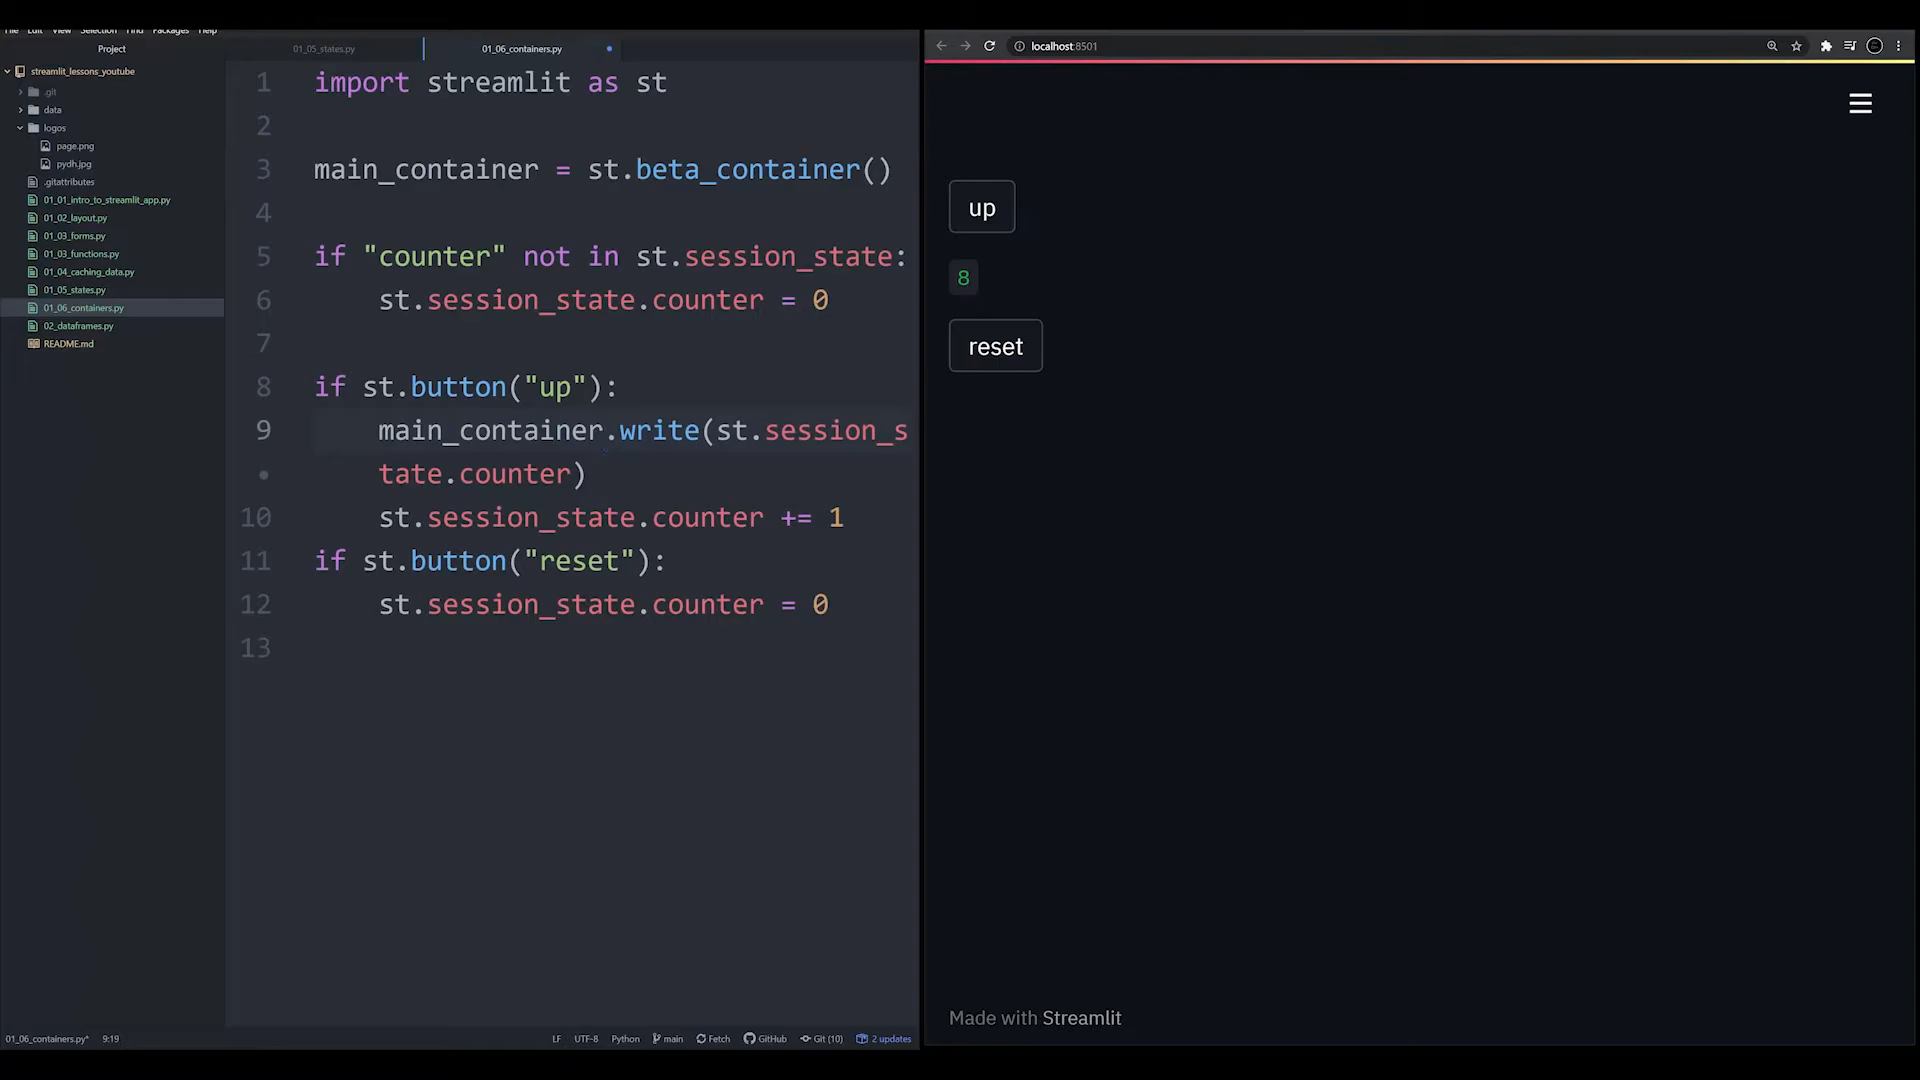 File Edit View Selection Find Packages Help
Project
streamlit_lessons_youtube
.git
data
logos
page.png
pydh.jpg
.gitattributes
01_01_intro_to_streamlit_app.py
01_02_layout.py
01_03_forms.py
01_03_functions.py
01_04_caching_data.py
01_05_states.py
01_06_containers.py
02_dataframes.py
README.md
01_05_states.py
01_06_containers.py
1 import streamlit as st
2
3 main_container = st.beta_container()
4
5 if "counter" not in st.session_state:
6 st.session_state.counter = 0
7
8 if st.button("up"):
9 main_container.write(st.session_s
• tate.counter)
10 st.session_state.counter += 1
11 if st.button("reset"):
12 st.session_state.counter = 0
13
01_06_containers.py* 9:19
LF UTF-8 Python main Fetch GitHub Git (10) 2 updates
localhost:8501
up
8
reset
Made with Streamlit